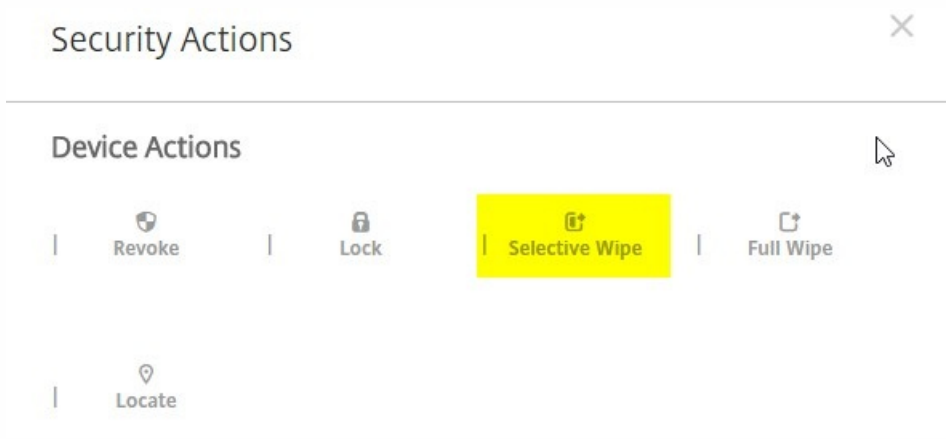 Security Actions
Device Actions
Revoke
Lock
Selective Wipe
Full Wipe
Locate